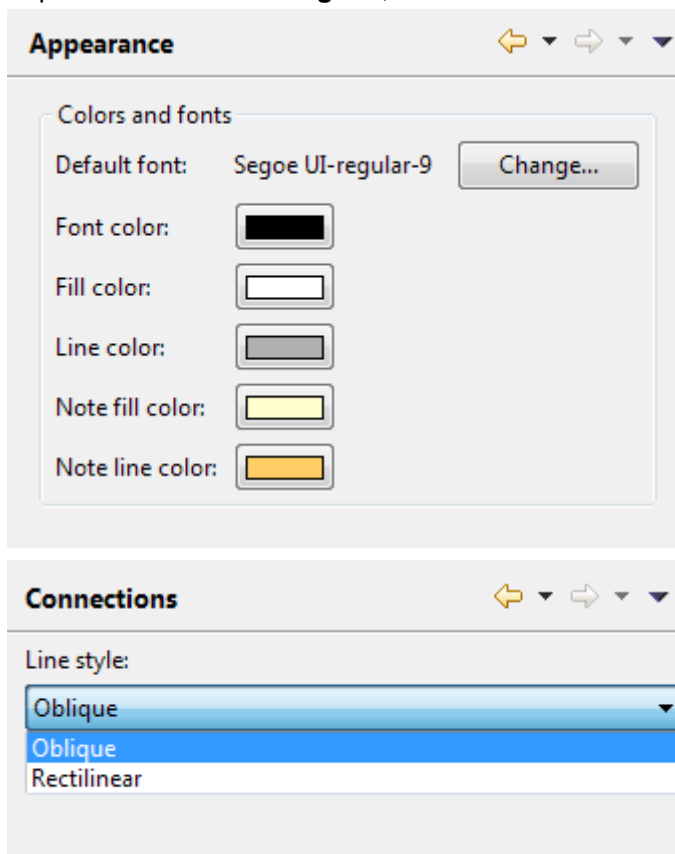 Appearance
Colors and fonts
Default font: Segoe UI-regular-9 Change...
Font color:
Fill color:
Line color:
Note fill color:
Note line color:
Connections
Line style:
Oblique
Oblique
Rectilinear